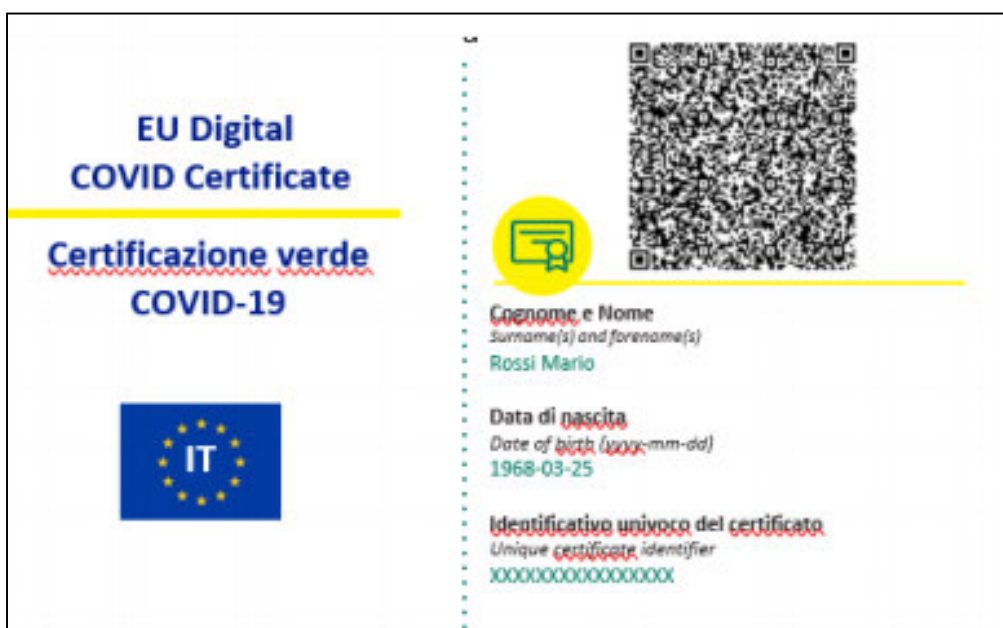 EU Digital
COVID Certificate
Certificazione verde
COVID-19
IT
Cognome e Nome
Surname(s) and forename(s)
Rossi Mario
Data di nascita
Date of birth (yyyy-mm-dd)
1968-03-25
Identificativo univoco del certificato
Unique certificate identifier
XXXXXXXXXXXXXXXX